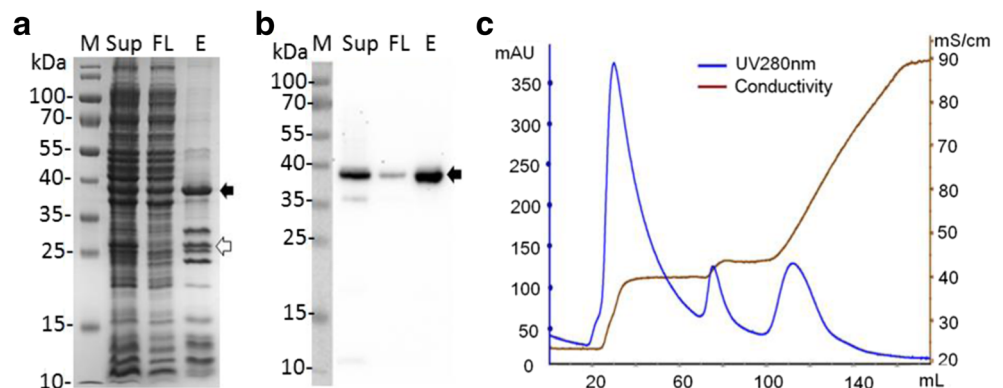 a
M Sup FL E
kDa
100-
70-
55-
40-
35-
25-
15-
10-
b
kDa M Sup FL E
100-
70-
55-
40-
35-
25-
15-
10-
c
mAU
350
300
250
200
150
100
50
0
UV280nm
Conductivity
mS/cm
90
80
70
80
50
40
30
20
20 60 100 140 mL